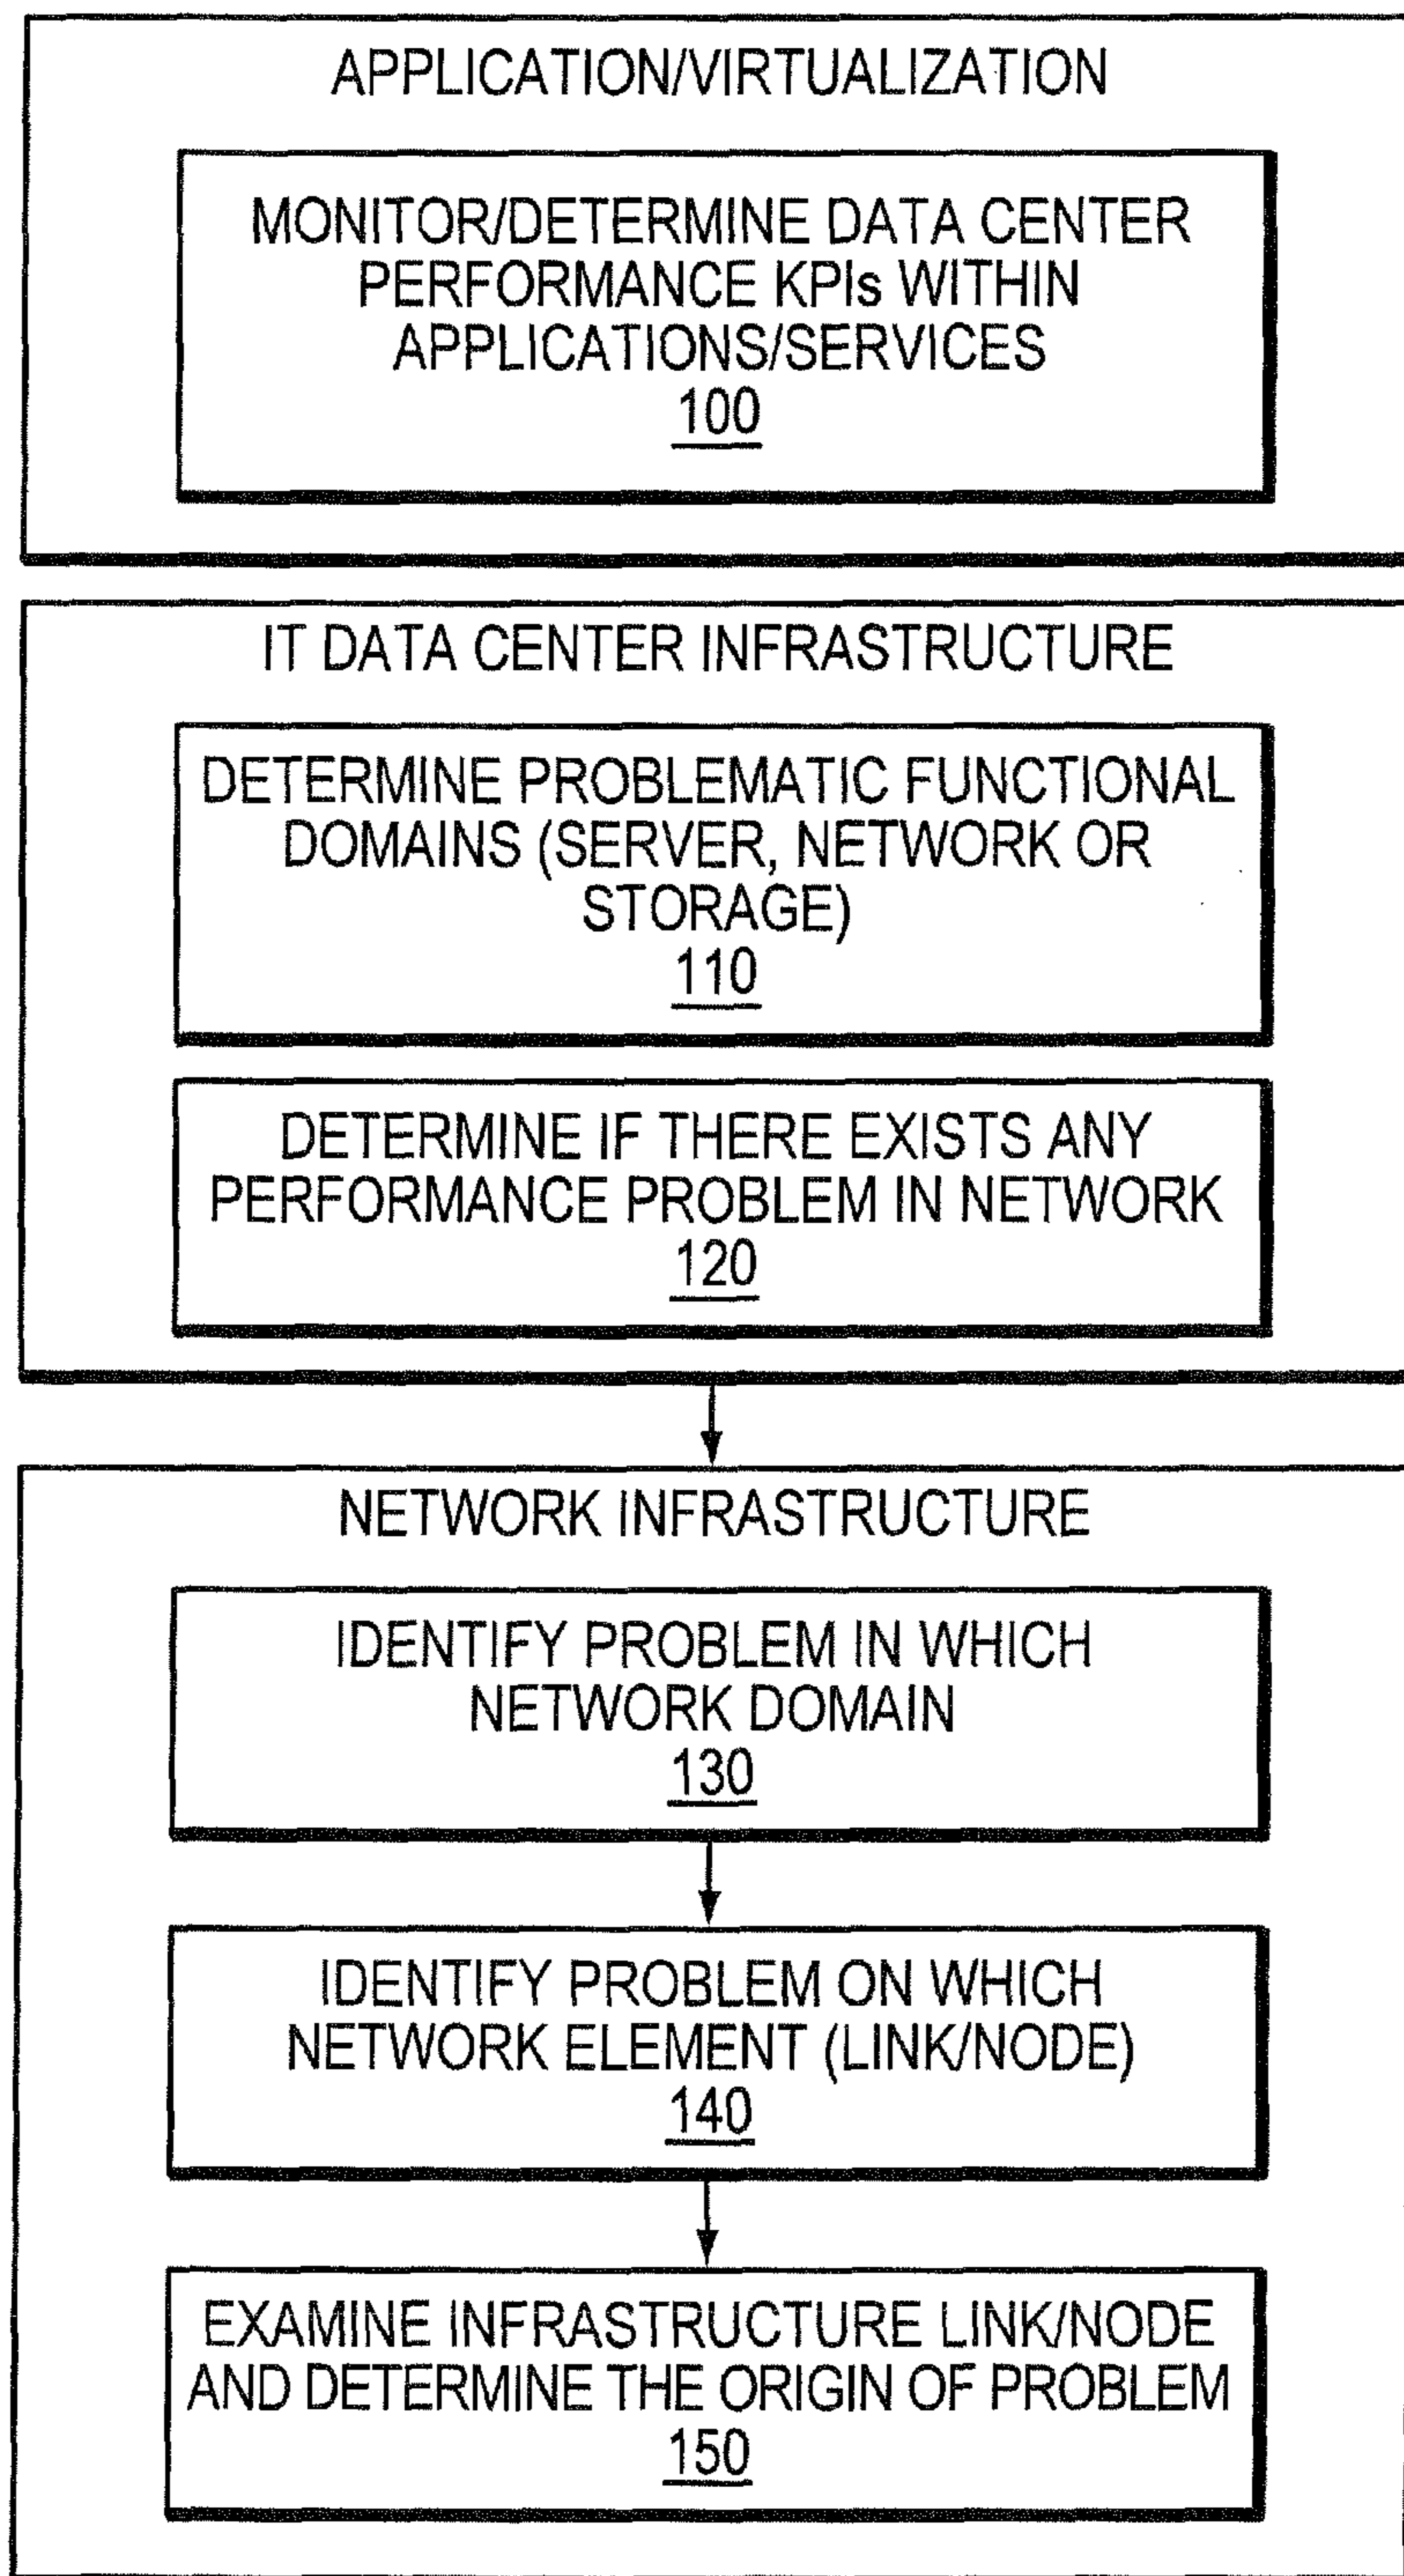 APPLICATION/VIRTUALIZATION
MONITOR/DETERMINE DATA CENTER
PERFORMANCE KPIs WITHIN
APPLICATIONS/SERVICES
100
IT DATA CENTER INFRASTRUCTURE
DETERMINE PROBLEMATIC FUNCTIONAL
DOMAINS (SERVER, NETWORK OR
STORAGE)
110
DETERMINE IF THERE EXISTS ANY
PERFORMANCE PROBLEM IN NETWORK
120
NETWORK INFRASTRUCTURE
IDENTIFY PROBLEM IN WHICH
NETWORK DOMAIN
130
IDENTIFY PROBLEM ON WHICH
NETWORK ELEMENT (LINK/NODE)
140
EXAMINE INFRASTRUCTURE LINK/NODE
AND DETERMINE THE ORIGIN OF PROBLEM
150